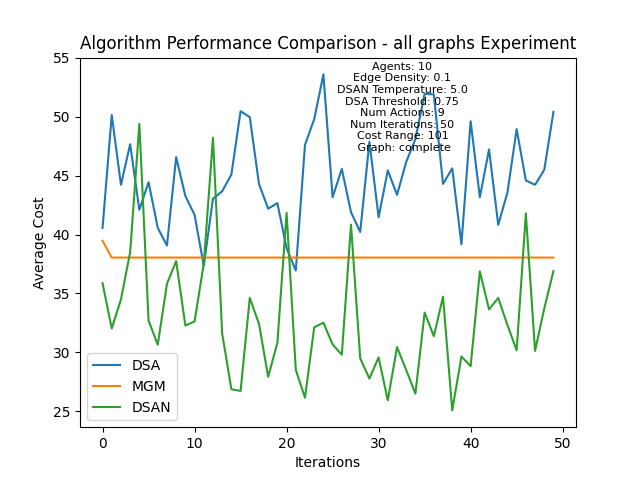 Algorithm Performance Comparison - all graphs Experiment
Agents: 10
Edge Density: 0.1
DSAN Temperature: 5.0
DSA Threshold: 0.75
Num Actions: 9
Num Iterations: 50
Cost Range: 101
Graph: complete
Average Cost
55
50
45
40
35
30
25
DSA
MGM
DSAN
0
10
20
30
40
50
Iterations